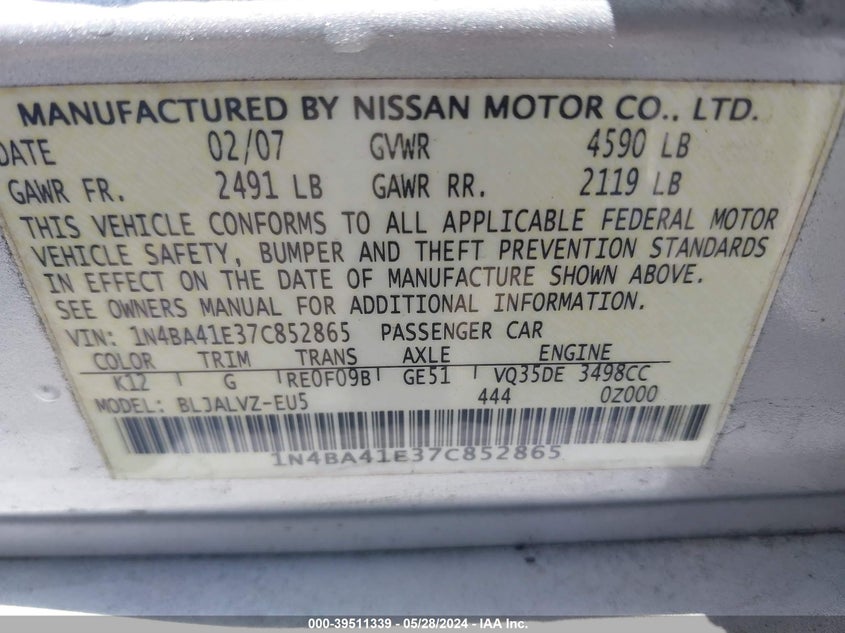 MANUFACTURED BY NISSAN MOTOR CO., LTD.
DATE 02/07 GVWR 4590 LB
GAWR FR. 2491 LB GAWR RR. 2119 LB
THIS VEHICLE CONFORMS TO ALL APPLICABLE FEDERAL MOTOR
VEHICLE SAFETY, BUMPER AND THEFT PREVENTION STANDARDS
IN EFFECT ON THE DATE OF MANUFACTURE SHOWN ABOVE.
SEE OWNERS MANUAL FOR ADDITIONAL INFORMATION.
VIN: 1N4BA41E37C852865 PASSENGER CAR
COLOR TRIM TRANS AXLE ENGINE
K12 G RE0F09B GE51 VQ35DE 3498CC
MODEL: BLJALVZ-EU5 444 0Z000
1N4BA41E37C852865
000-39511339 - 05/28/2024 - IAA Inc.